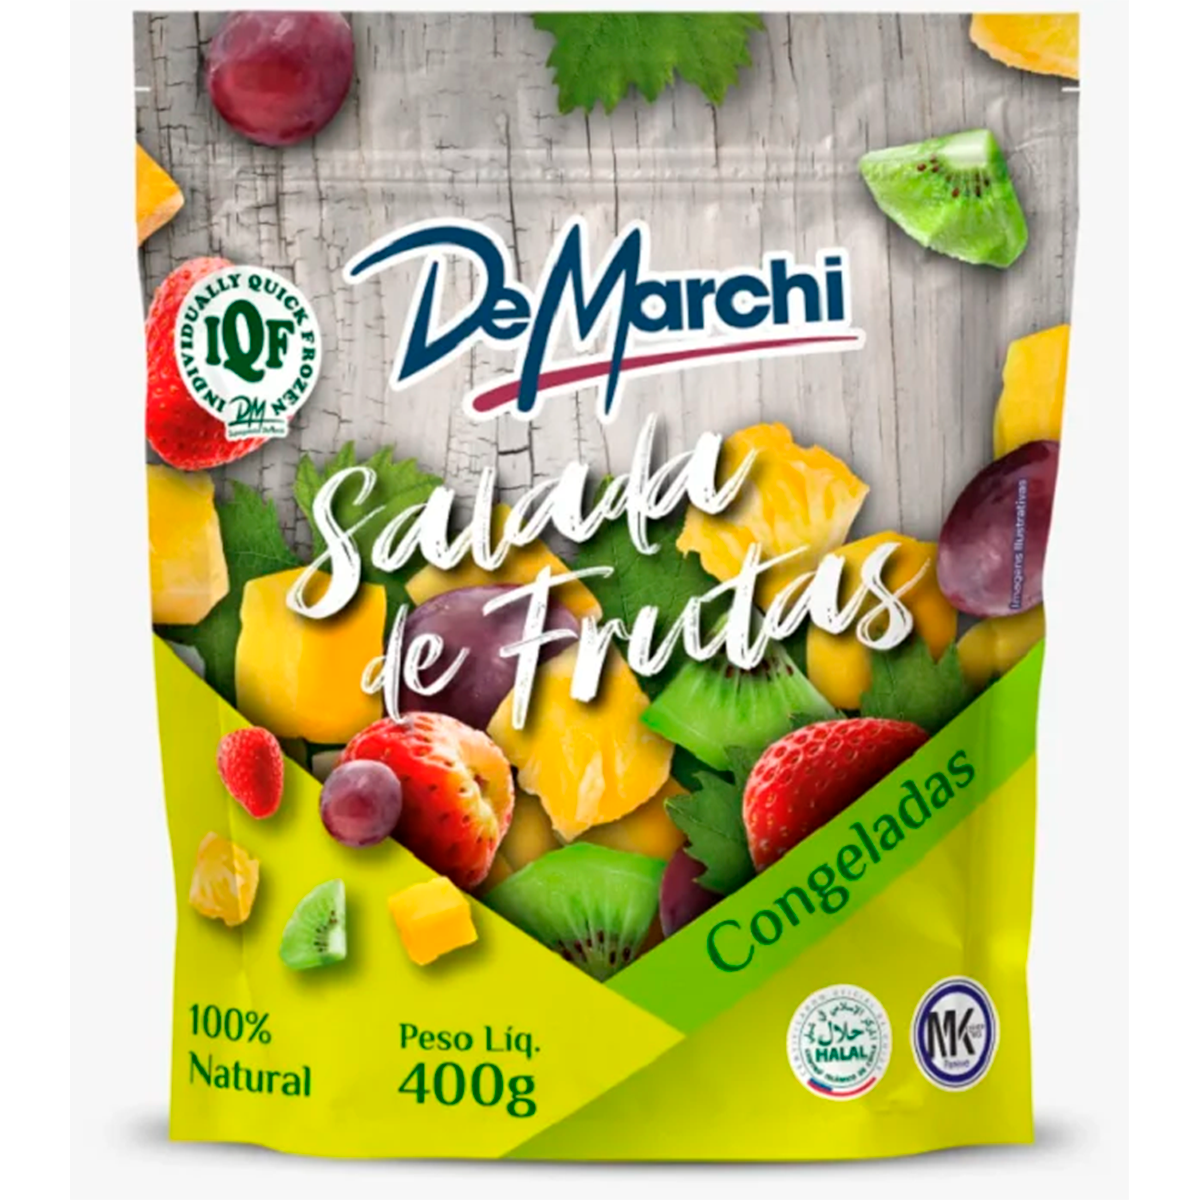 DeMarchi
INDIVIDUALLY QUICK FROZEN
IQF
DM
Salada
de Frutas
Imagens Ilustrativas
Congeladas
100%
Natural
Peso Líq.
400g
حلال
HALAL
MK